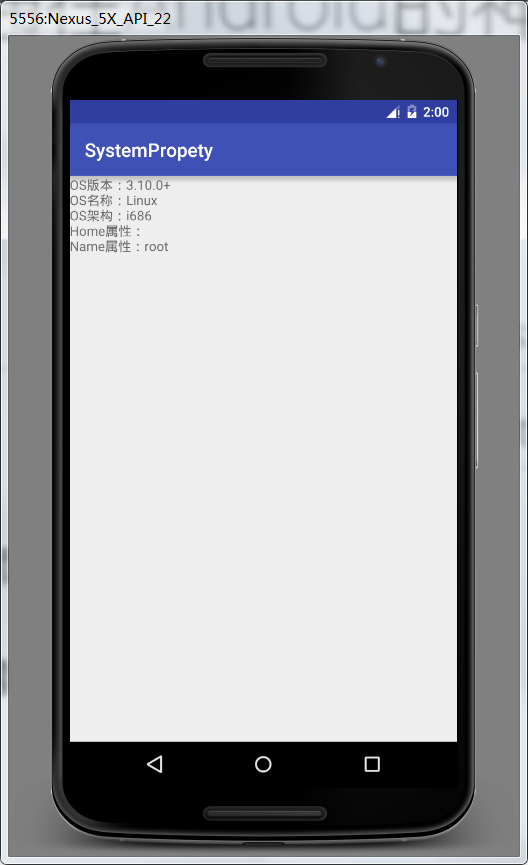 5556:Nexus_5X_API_22
2:00
SystemPropety
OS版本：3.10.0+
OS名称：Linux
OS架构：i686
Home属性：
Name属性：root